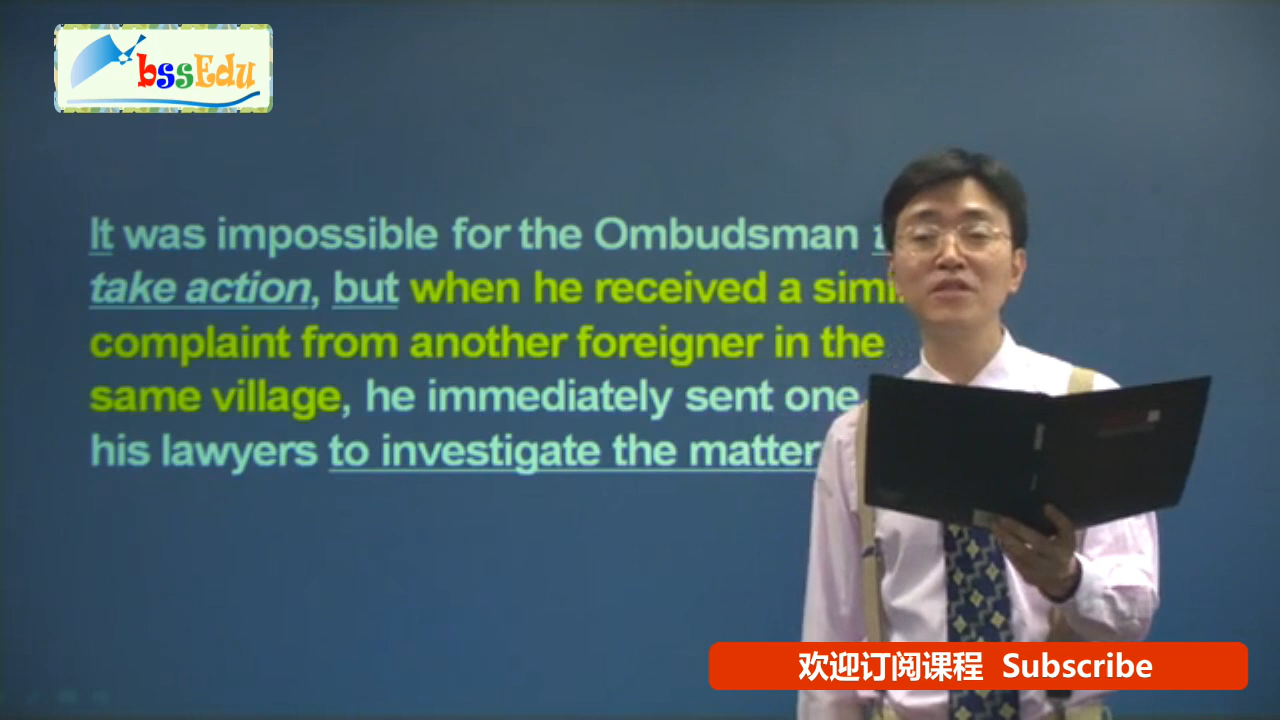 bssEdu
It was impossible for the Ombudsman
take action, but when he received a
complaint from another foreigner in the
same village, he immediately sent one
his lawyers to investigate the matter
欢迎订阅课程 Subscribe